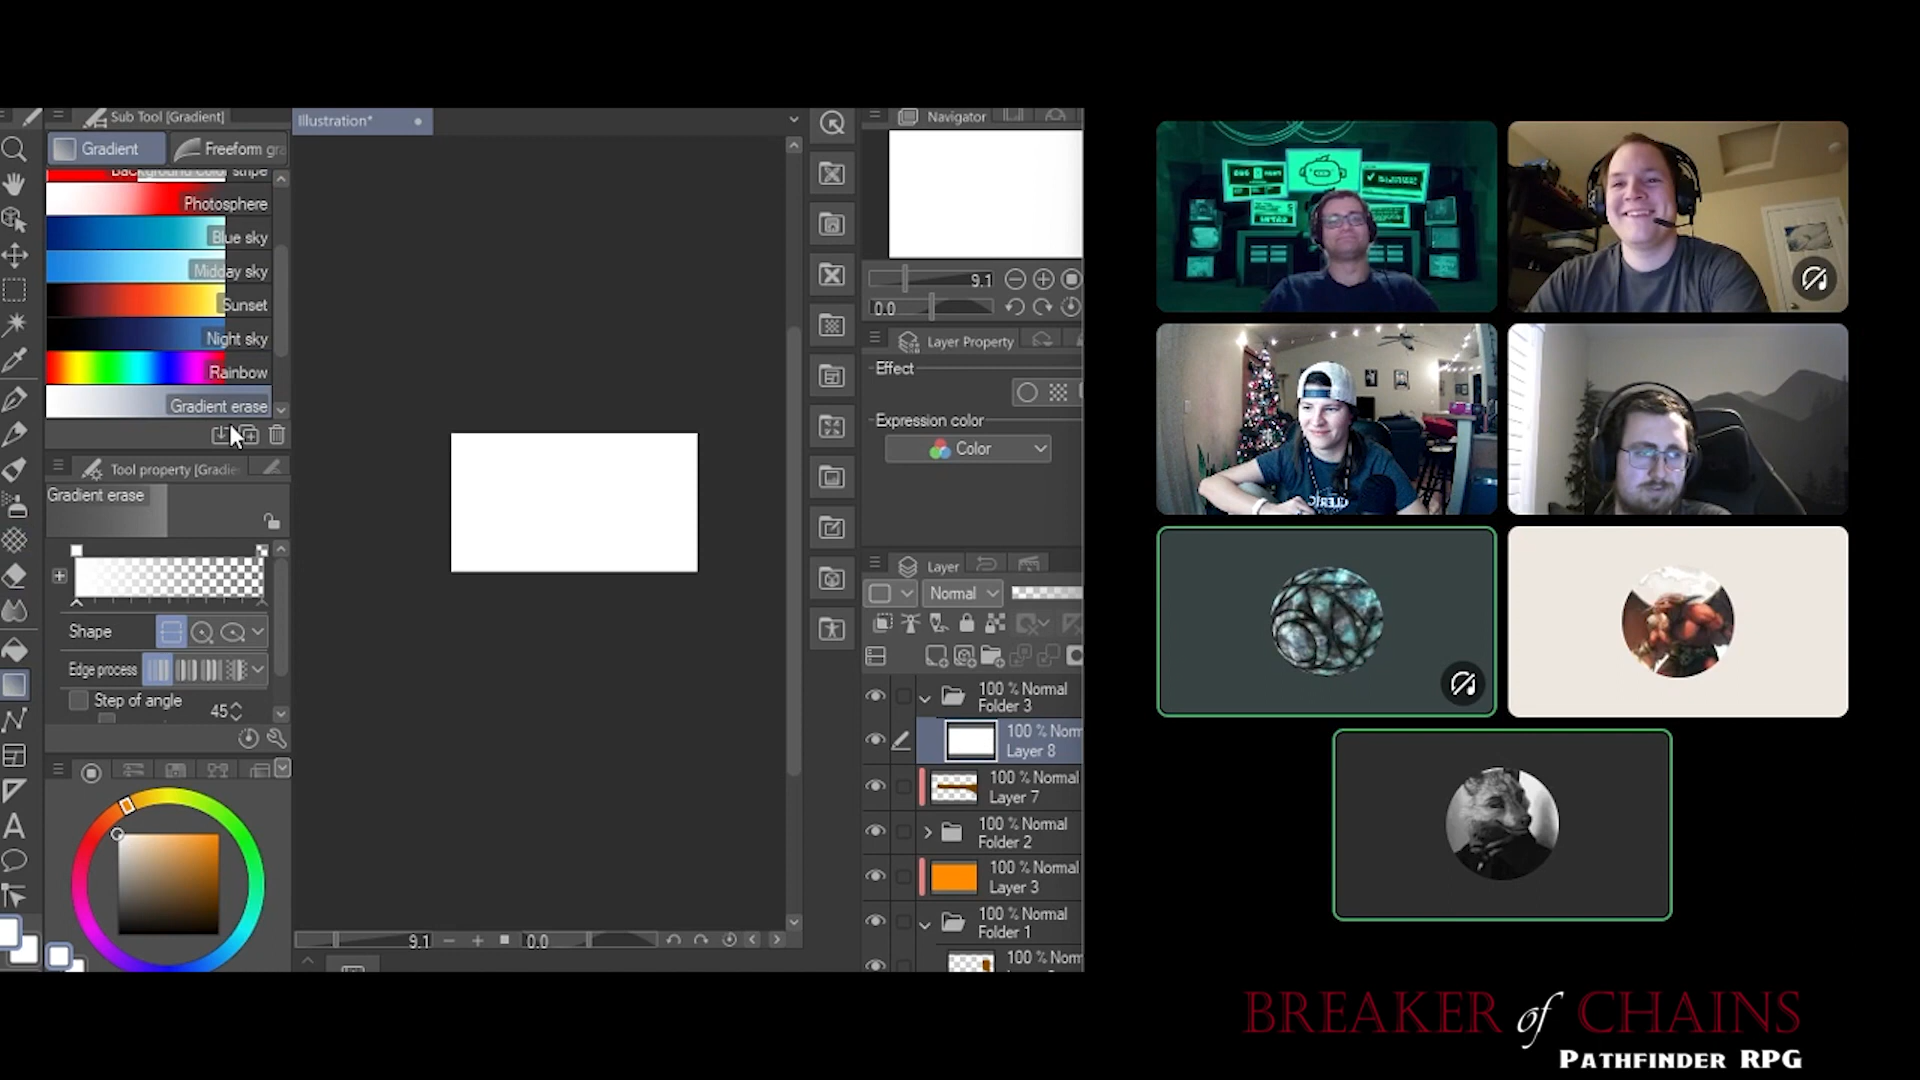 Sub Tool [Gradient]
Gradient
Freeform gra
Background color stripe
Photosphere
Blue sky
Midday sky
Sunset
Night sky
Rainbow
Gradient erase
Tool property [Gradie
Gradient erase
Shape
Edge process
Step of angle
45
Illustration*
9.1
0.0
Navigator
9.1
0.0
Layer Property
Effect
Expression color
Color
Layer
Normal
100 % Normal
Folder 3
100 % Norm
Layer 8
100 % Normal
Layer 7
100 % Normal
Folder 2
100 % Normal
Layer 3
100 % Normal
Folder 1
100 % Norm
BREAKER of CHAINS
PATHFINDER RPG